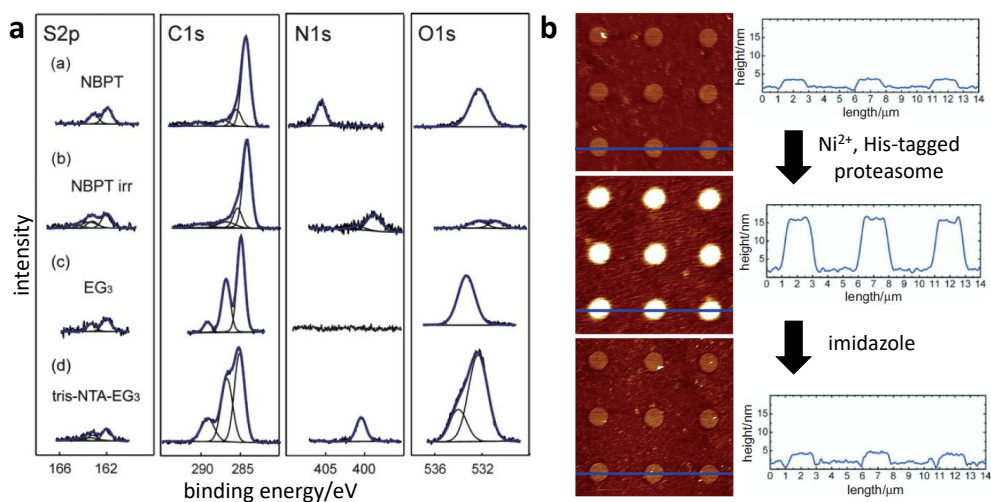 a
S2p
C1s
N1s
O1s
(a)
NBPT
(b)
NBPT irr
(c)
EG₃
(d)
tris-NTA-EG₃
intensity
166 162
290 285
405 400
536 532
binding energy/eV
b
height/nm
15
10
5
0 1 2 3 4 5 6 7 8 9 10 11 12 13 14
length/μm
Ni²⁺, His-tagged
proteasome
height/nm
15
10
5
0 1 2 3 4 5 6 7 8 9 10 11 12 13 14
length/μm
imidazole
height/nm
15
10
5
0 1 2 3 4 5 6 7 8 9 10 11 12 13 14
length/μm